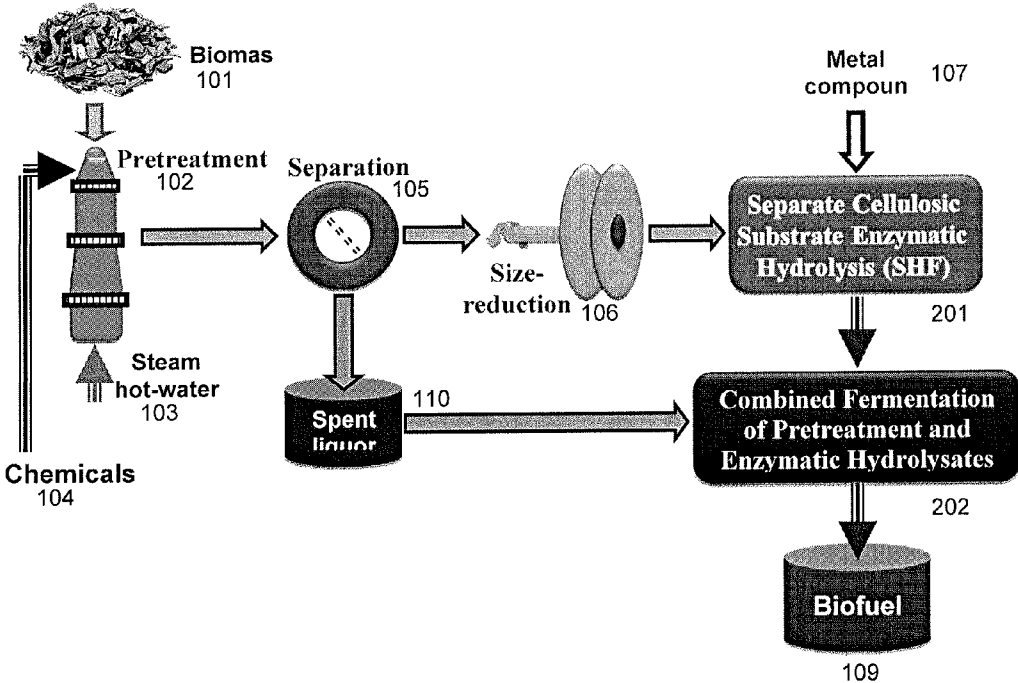 Biomas
101
Metal
compoun
107
Pretreatment
102
Separation
105
Size-
reduction
106
Separate Cellulosic
Substrate Enzymatic
Hydrolysis (SHF)
201
Steam
hot-water
103
Chemicals
104
Spent
liquor
110
Combined Fermentation
of Pretreatment and
Enzymatic Hydrolysates
202
Biofuel
109